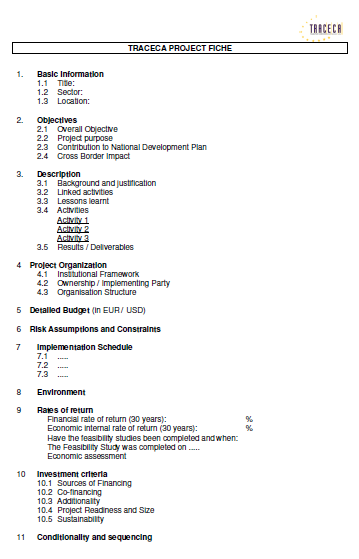 TRACECA
TRACECA PROJECT FICHE
1. Basic Information
1.1 Title:
1.2 Sector:
1.3 Location:
2. Objectives
2.1 Overall Objective
2.2 Project purpose
2.3 Contribution to National Development Plan
2.4 Cross Border Impact
3. Description
3.1 Background and justification
3.2 Linked activities
3.3 Lessons learnt
3.4 Activities
Activity 1
Activity 2
Activity 3
3.5 Results / Deliverables
4 Project Organization
4.1 Institutional Framework
4.2 Ownership / Implementing Party
4.3 Organisation Structure
5 Detailed Budget (in EUR / USD)
6 Risk Assumptions and Constraints
7 Implementation Schedule
7.1 .....
7.2 .....
7.3 .....
8 Environment
9 Rates of return
Financial rate of return (30 years): %
Economic internal rate of return (30 years): %
Have the feasibility studies been completed and when:
The Feasibility Study was completed on .....
Economic assessment
10 Investment criteria
10.1 Sources of Financing
10.2 Co-financing
10.3 Additionality
10.4 Project Readiness and Size
10.5 Sustainability
11 Conditionality and sequencing